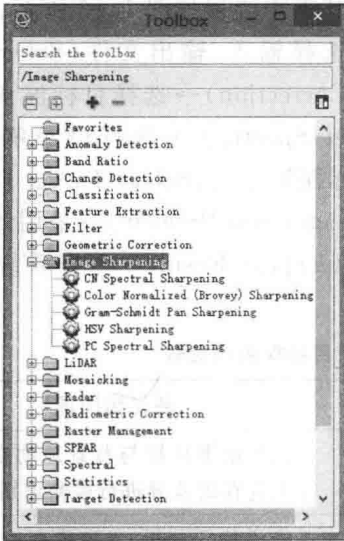 Toolbox
Search the toolbox
/Image Sharpening
Favorites
Anomaly Detection
Band Ratio
Change Detection
Classification
Feature Extraction
Filter
Geometric Correction
Image Sharpening
CN Spectral Sharpening
Color Normalized (Brovey) Sharpening
Gram-Schmidt Pan Sharpening
HSV Sharpening
PC Spectral Sharpening
LiDAR
Mosaicking
Radar
Radiometric Correction
Raster Management
SPEAR
Spectral
Statistics
Target Detection